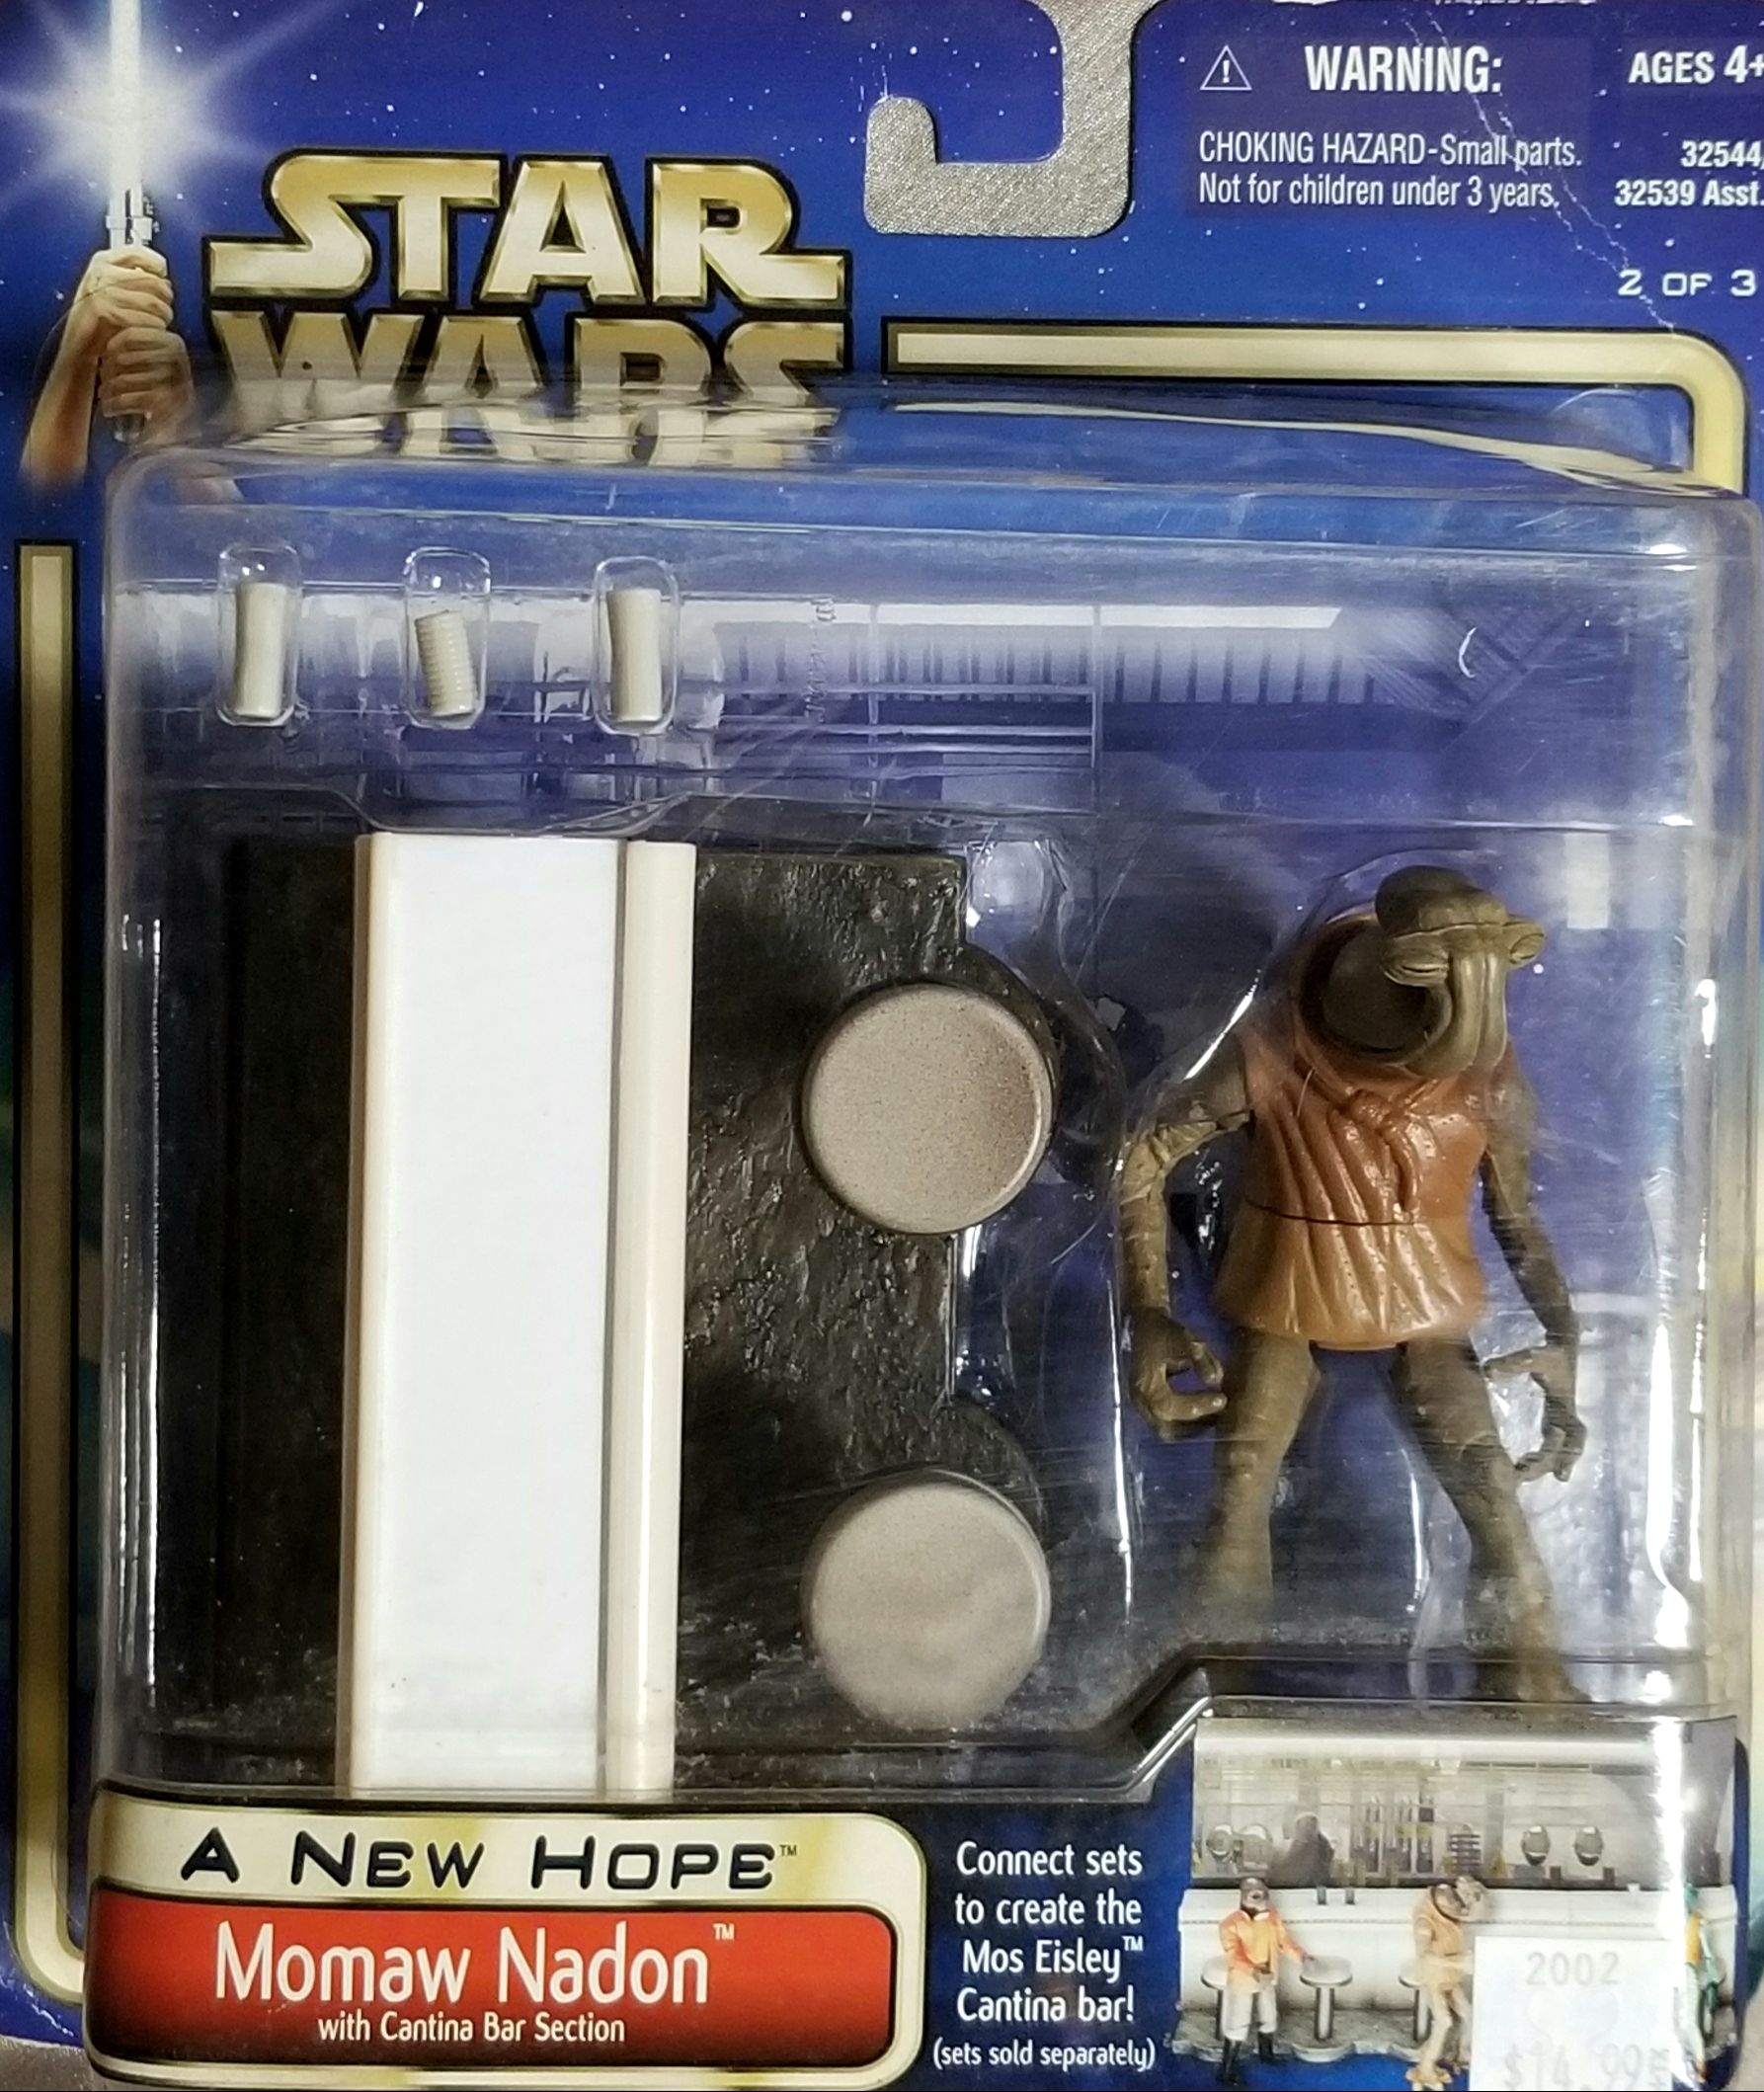 STAR
WARS
WARNING:
CHOKING HAZARD-Small parts.
Not for children under 3 years.
AGES 4+
32544/
32539 Asst.
2 OF 3
A NEW HOPE™
Momaw Nadon™
with Cantina Bar Section
Connect sets
to create the
Mos Eisley™
Cantina bar!
(sets sold separately)
2002
$14.99